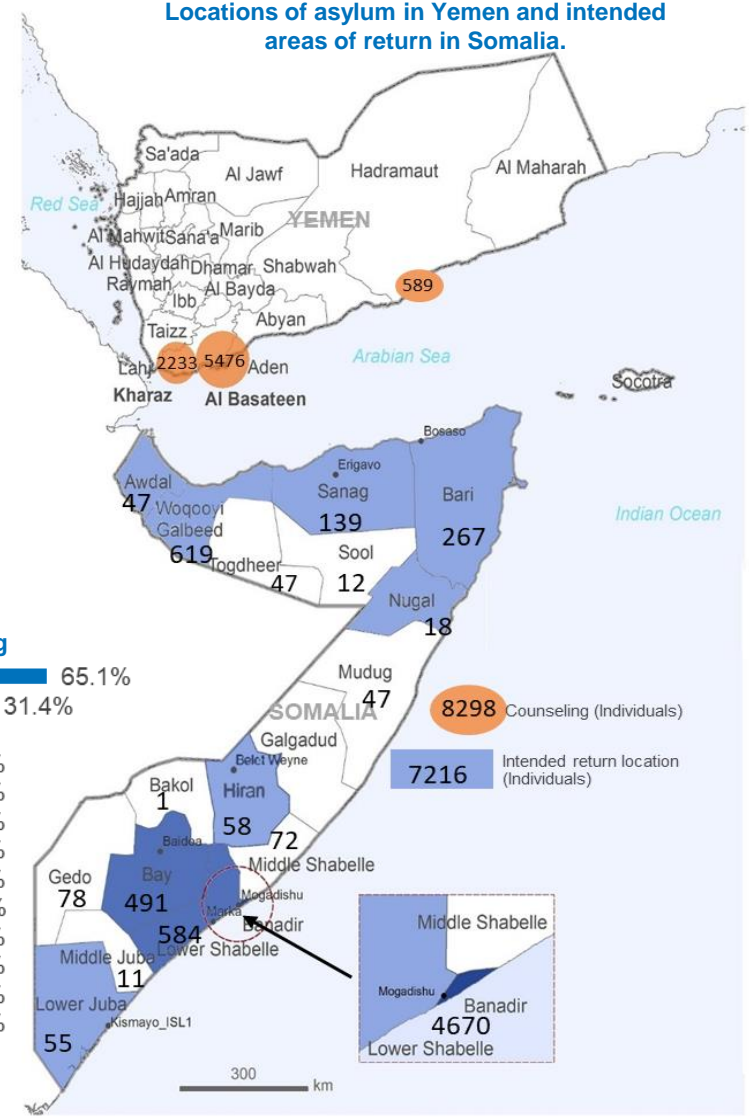 Locations of asylum in Yemen and intended
areas of return in Somalia.
Sa'ada
Al Jawf
Hadramaut
Al Maharah
Red Sea
Hajjah
Amran
YEMEN
Al Mahwit
Sana'a
Marib
Al Hudaydah
Dhamar
Shabwah
Raymah
Ibb
Al Bayda
589
Abyan
Taizz
Arabian Sea
2233
5476
Aden
Socotra
Kharaz
Al Basateen
Bosaso
Erigavo
Awdal
47
Sanag
139
Bari
267
Woqooyi
Galbeed
619
Indian Ocean
Togdheer
47
Sool
12
Nugal
18
g
65.1%
31.4%
Mudug
47
SOMALIA
8298
Counseling (Individuals)
Galgadud
7216
Intended return location
(Individuals)
Belet Weyne
Hiran
58
Bakol
1
72
Middle Shabelle
Baidoa
Bay
491
Gedo
78
Mogadishu
Marka
Banadir
584
Lower Shabelle
Middle Juba
11
Lower Juba
55
Kismayo_ISL1
Middle Shabelle
Mogadishu
Banadir
4670
Lower Shabelle
300
km